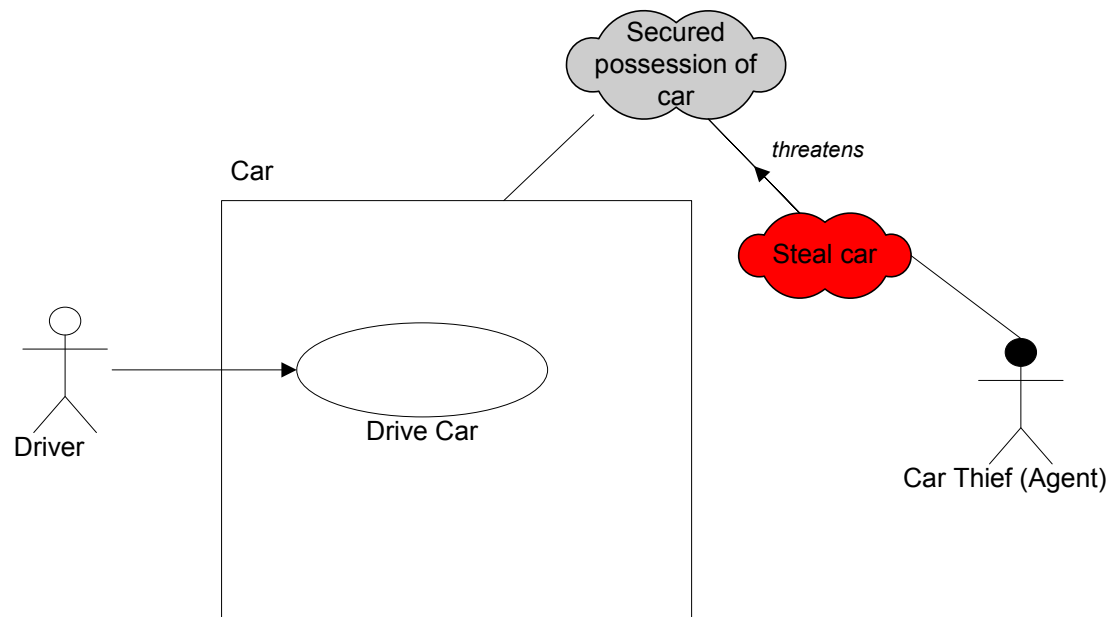 Secured
possession of
car
threatens
Car
Steal car
Drive Car
Driver
Car Thief (Agent)